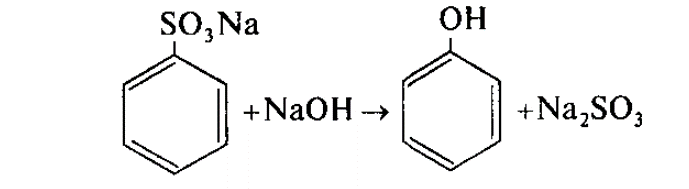 SO₃Na OH
+NaOH→ +Na₂SO₃